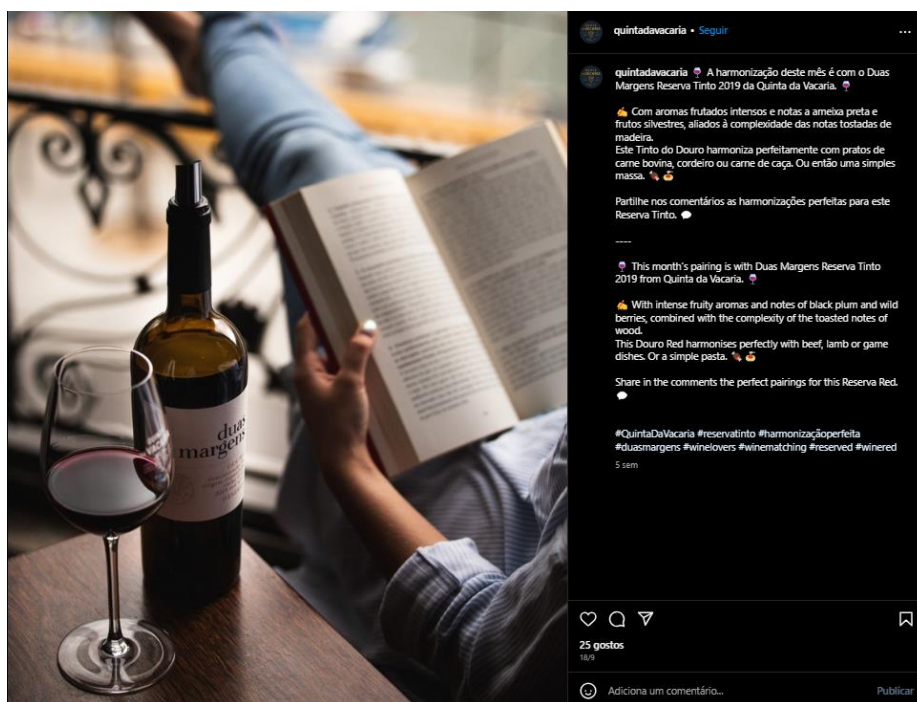 duas
margens
quintadavacaria • Seguir
quintadavacaria 🍷 A harmonização deste mês é com o Duas
Margens Reserva Tinto 2019 da Quinta da Vacaria. 🍷
✍️ Com aromas frutados intensos e notas a ameixa preta e
frutos silvestres, aliados à complexidade das notas tostadas de
madeira.
Este Tinto do Douro harmoniza perfeitamente com pratos de
carne bovina, cordeiro ou carne de caça. Ou então uma simples
massa. 🍖 🍝
Partilhe nos comentários as harmonizações perfeitas para este
Reserva Tinto. 💬
----
🍷 This month's pairing is with Duas Margens Reserva Tinto
2019 from Quinta da Vacaria. 🍷
✍️ With intense fruity aromas and notes of black plum and wild
berries, combined with the complexity of the toasted notes of
wood.
This Douro Red harmonises perfectly with beef, lamb or game
dishes. Or a simple pasta. 🍖 🍝
Share in the comments the perfect pairings for this Reserva Red.
💬
#QuintaDaVacaria #reservatinto #harmonizaçãoperfeita
#duasmargens #winelovers #winematching #reserved #winered
5 sem
25 gostos
18/9
Adiciona um comentário...
Publicar